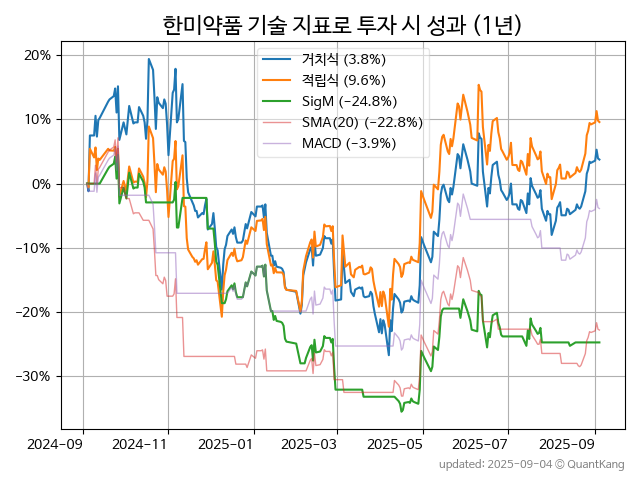 한미약품 기술 지표로 투자 시 성과 (1년)
거치식 (3.8%)
적립식 (9.6%)
SigM (−24.8%)
SMA(20) (−22.8%)
MACD (−3.9%)
20%
10%
0%
−10%
−20%
−30%
2024-09 2024-11 2025-01 2025-03 2025-05 2025-07 2025-09
updated: 2025-09-04 © QuantKang